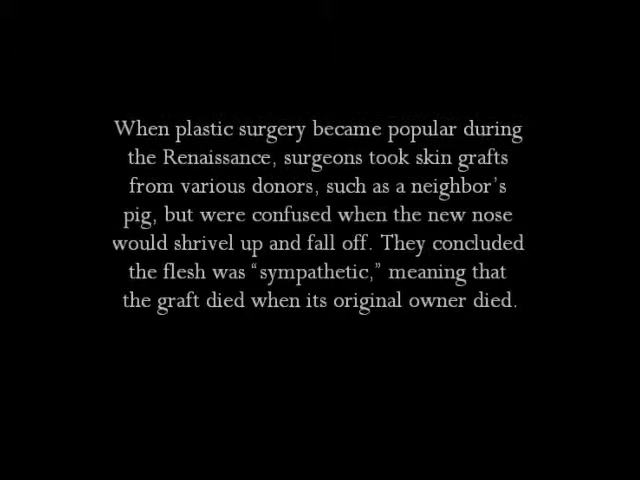 When plastic surgery became popular during
the Renaissance, surgeons took skin grafts
from various donors, such as a neighbor's
pig, but were confused when the new nose
would shrivel up and fall off. They concluded
the flesh was “sympathetic,” meaning that
the graft died when its original owner died.